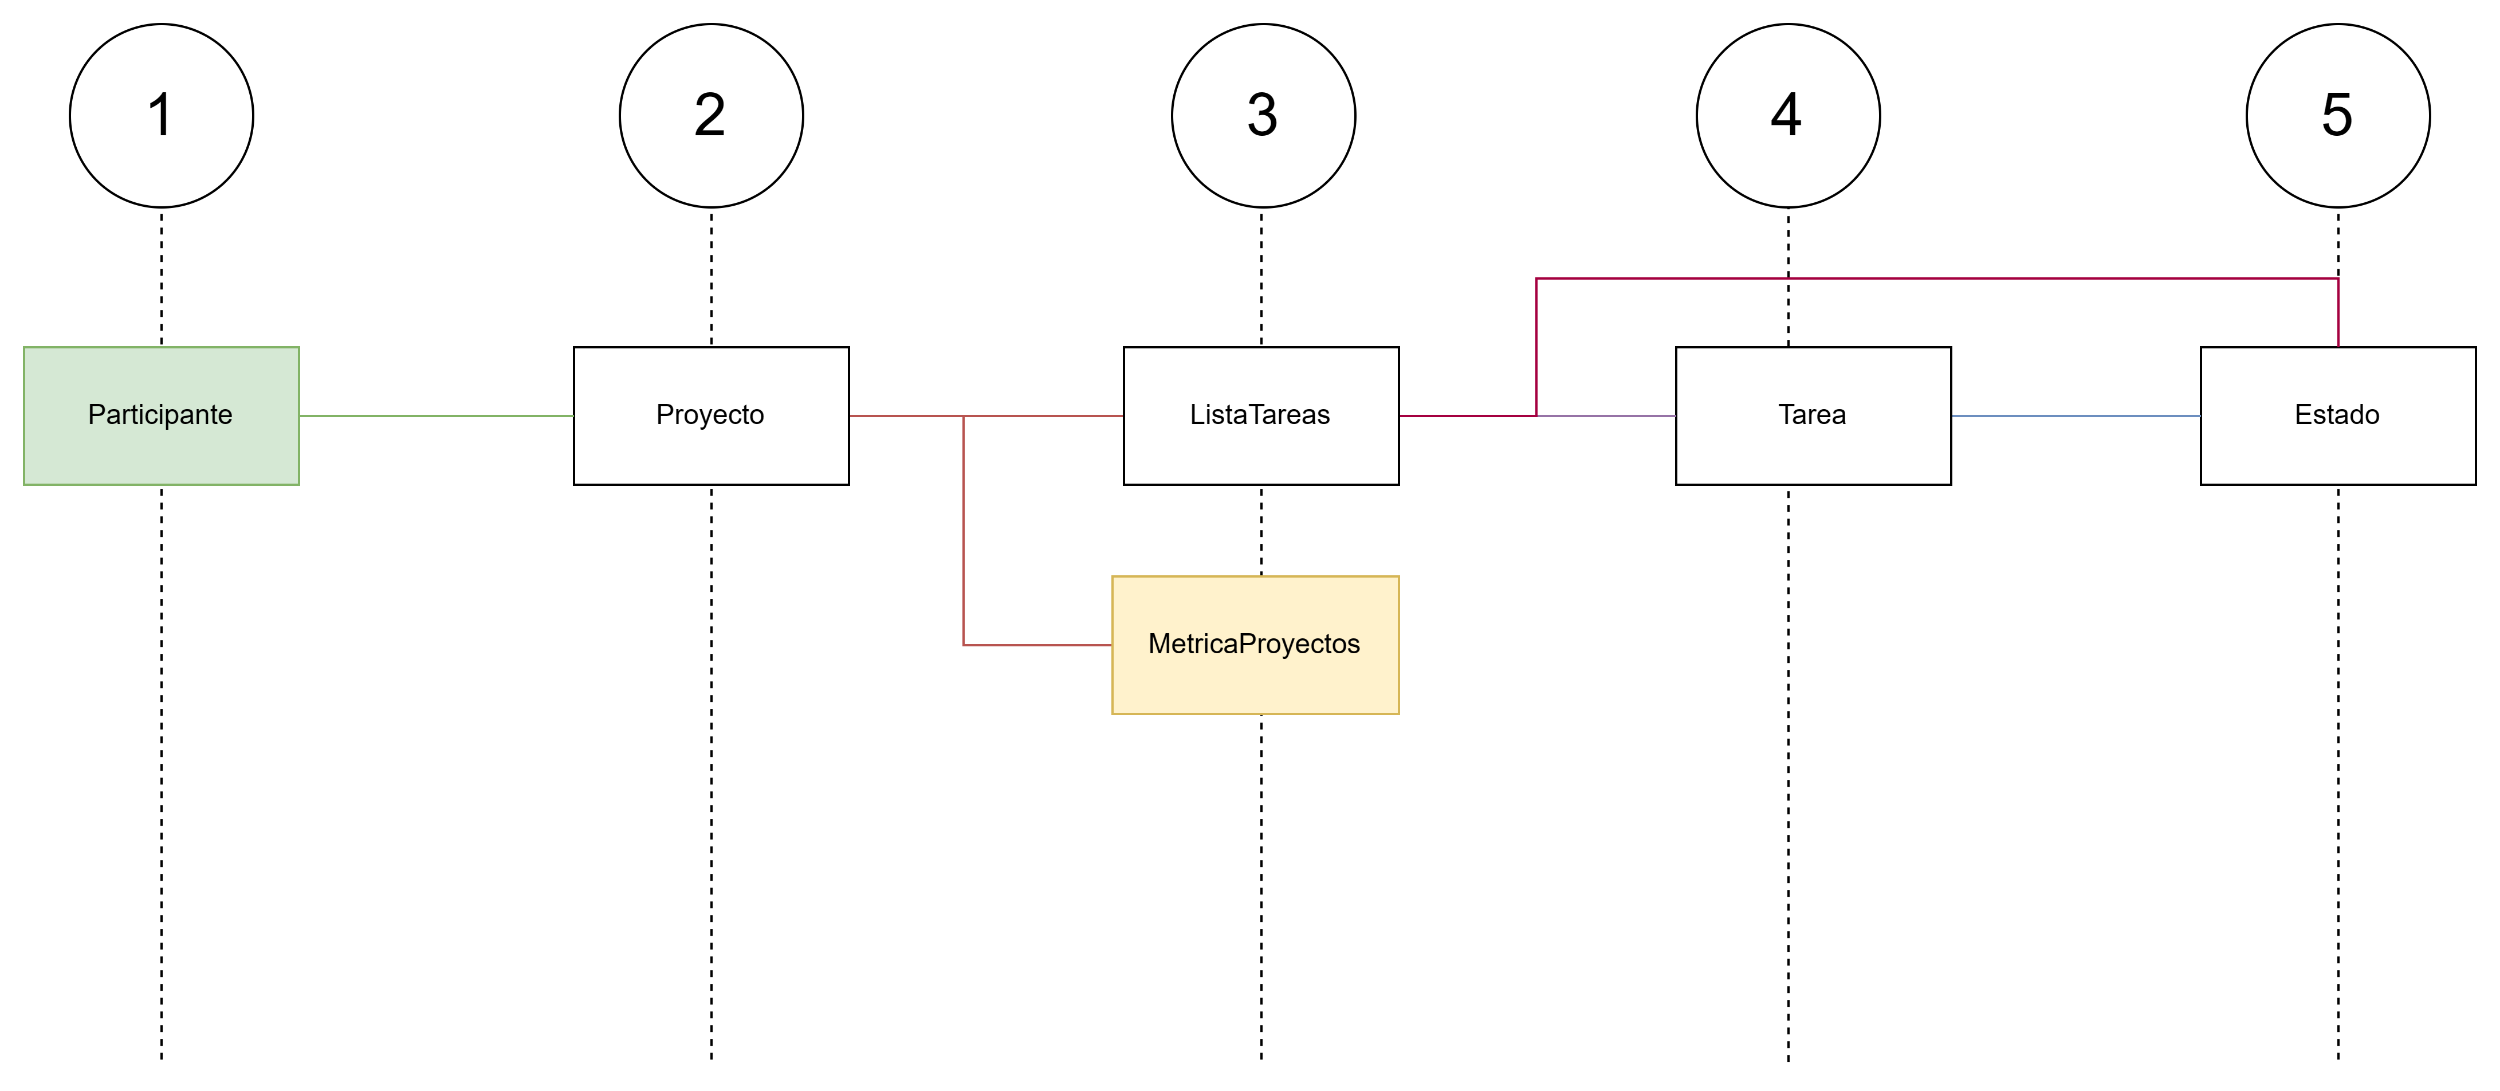 1
2
3
4
5
Participante
Proyecto
ListaTareas
Tarea
Estado
MetricaProyectos